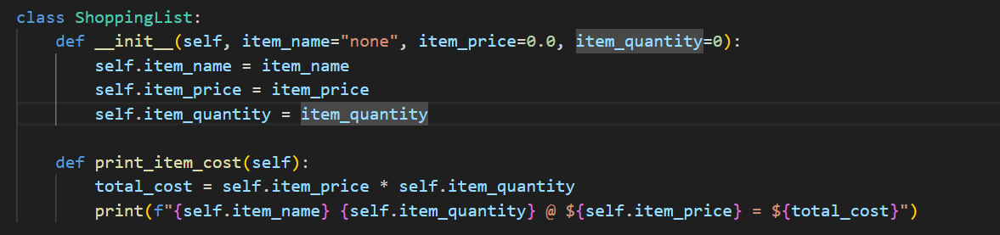 class ShoppingList:
    def __init__(self, item_name="none", item_price=0.0, item_quantity=0):
        self.item_name = item_name
        self.item_price = item_price
        self.item_quantity = item_quantity
    def print_item_cost(self):
        total_cost = self.item_price * self.item_quantity
        print(f"{self.item_name} {self.item_quantity} @ ${self.item_price} = ${total_cost}")